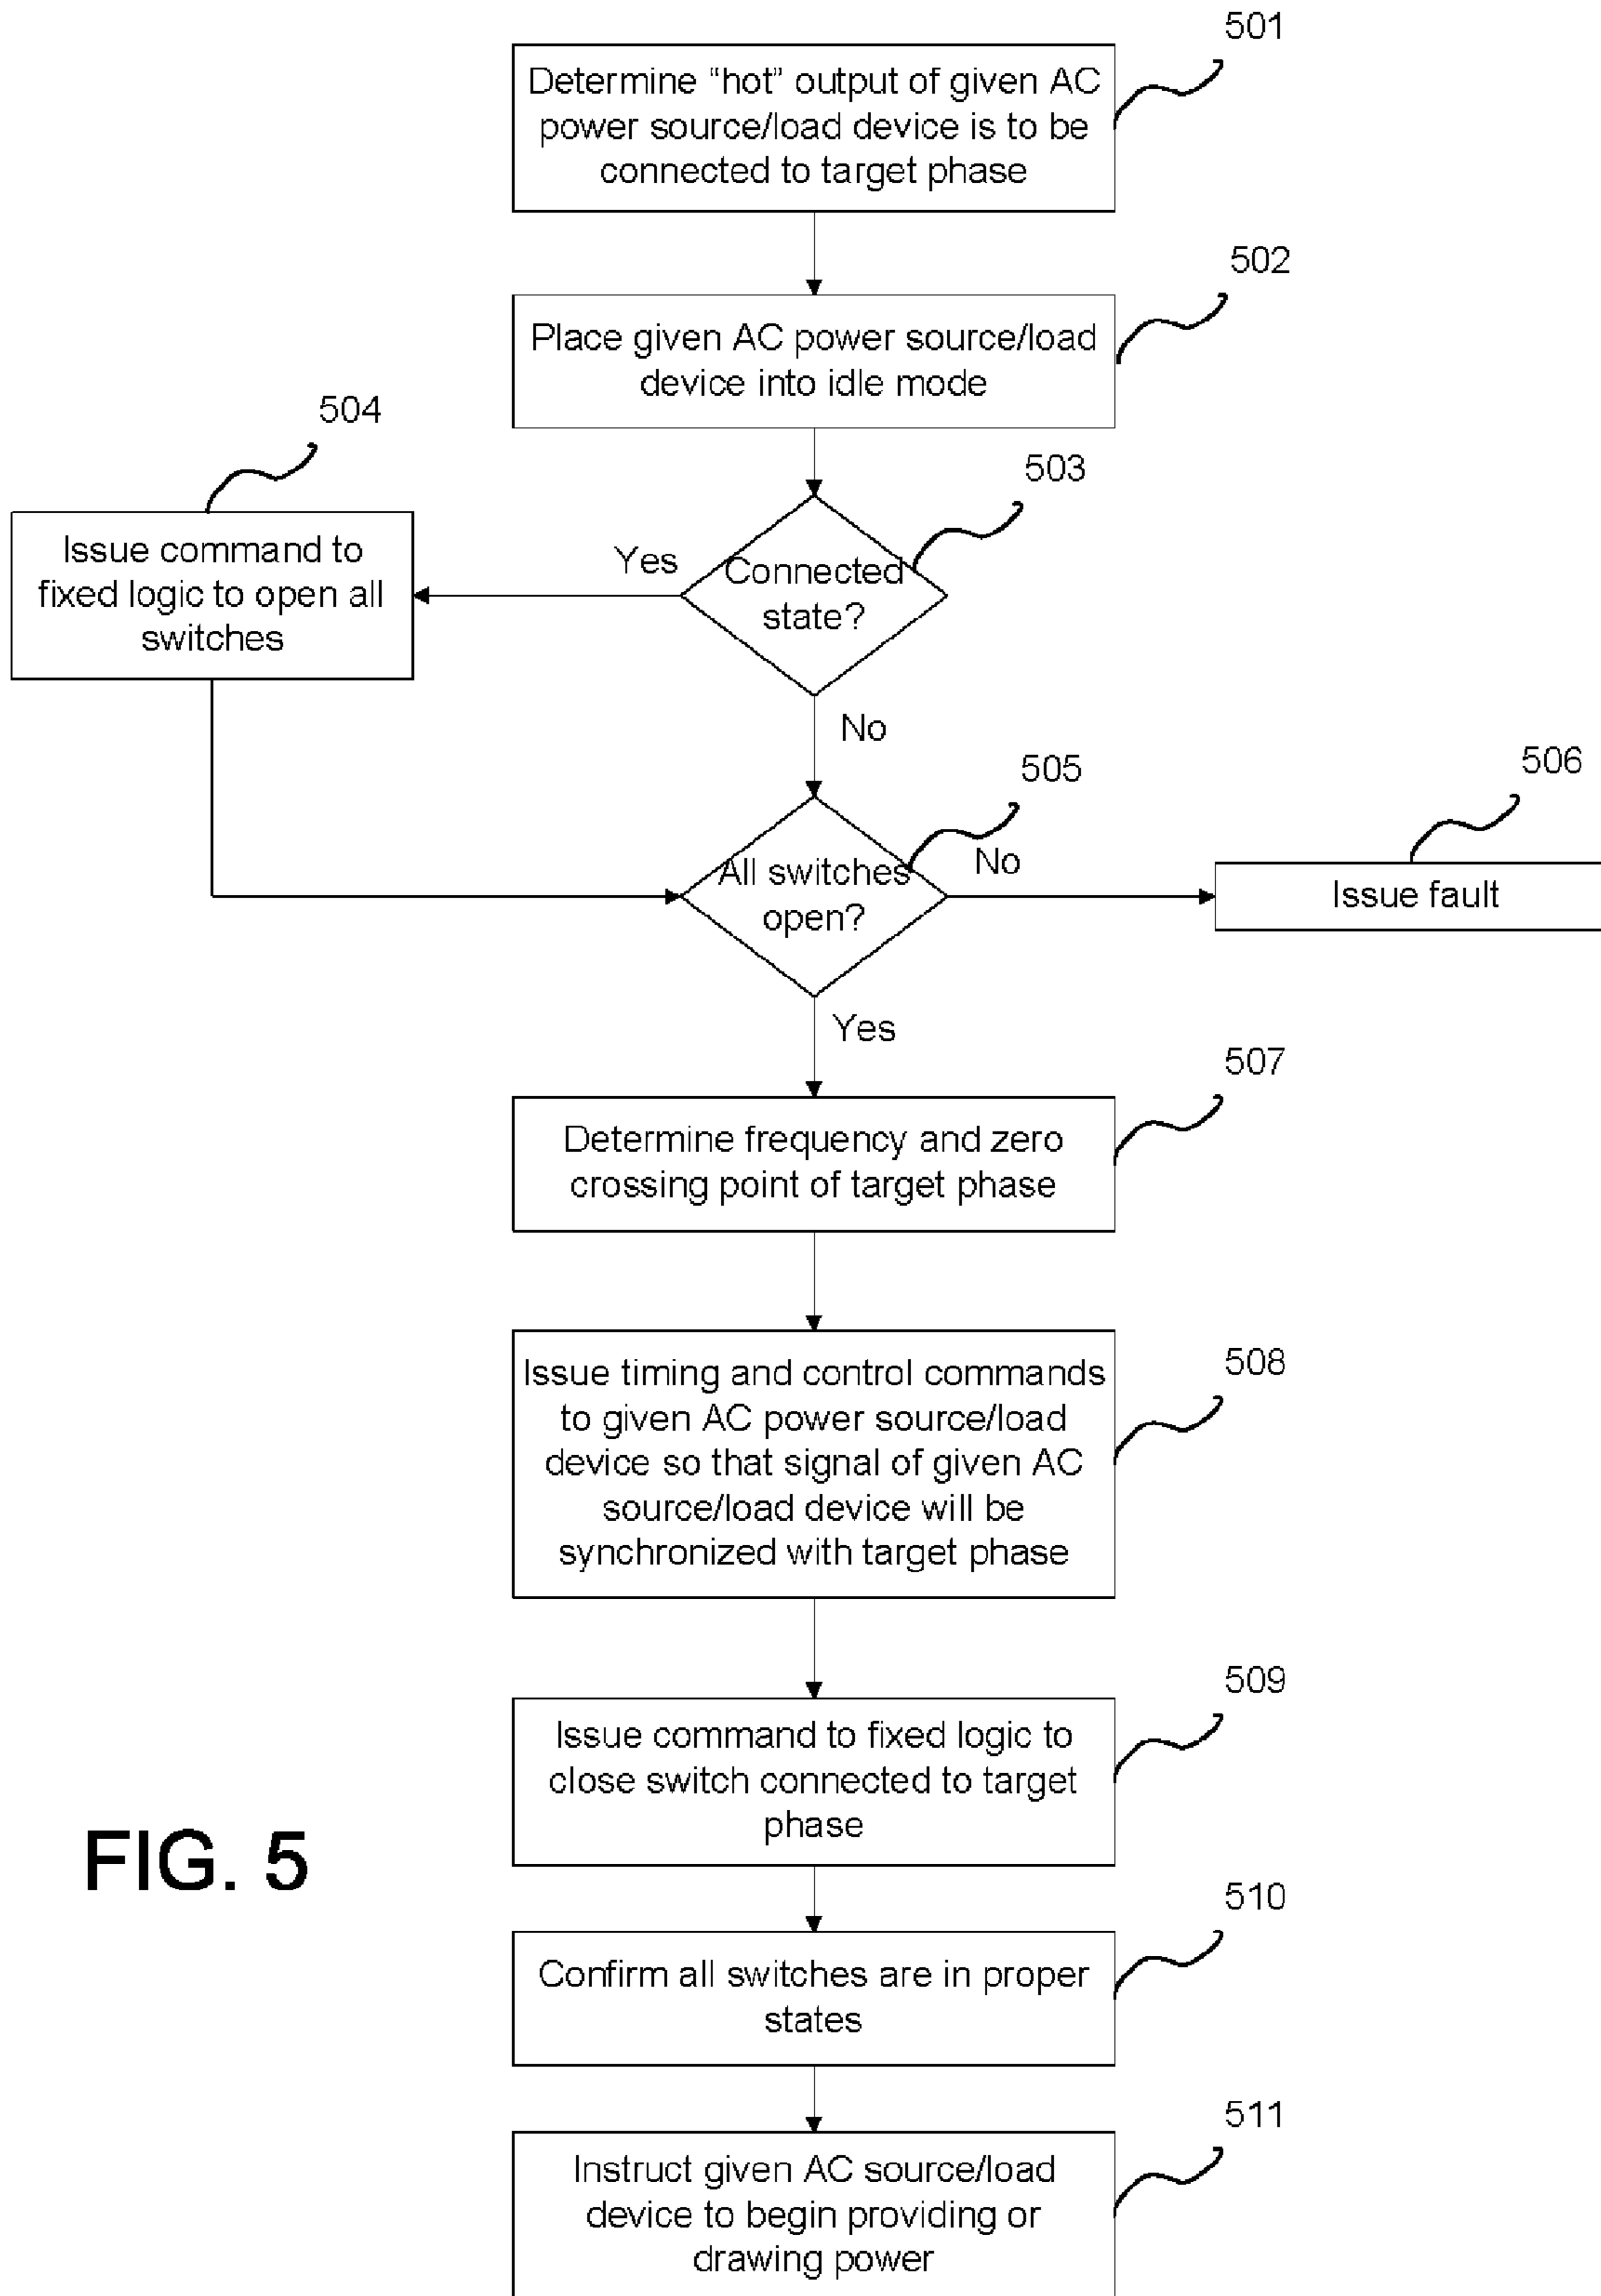 501
Determine “hot” output of given AC
power source/load device is to be
connected to target phase
502
Place given AC power source/load
device into idle mode
503
Connected
state?
Yes
504
Issue command to
fixed logic to open all
switches
No
505
All switches
open?
No
506
Issue fault
Yes
507
Determine frequency and zero
crossing point of target phase
508
Issue timing and control commands
to given AC power source/load
device so that signal of given AC
source/load device will be
synchronized with target phase
509
Issue command to fixed logic to
close switch connected to target
phase
FIG. 5
510
Confirm all switches are in proper
states
511
Instruct given AC source/load
device to begin providing or
drawing power